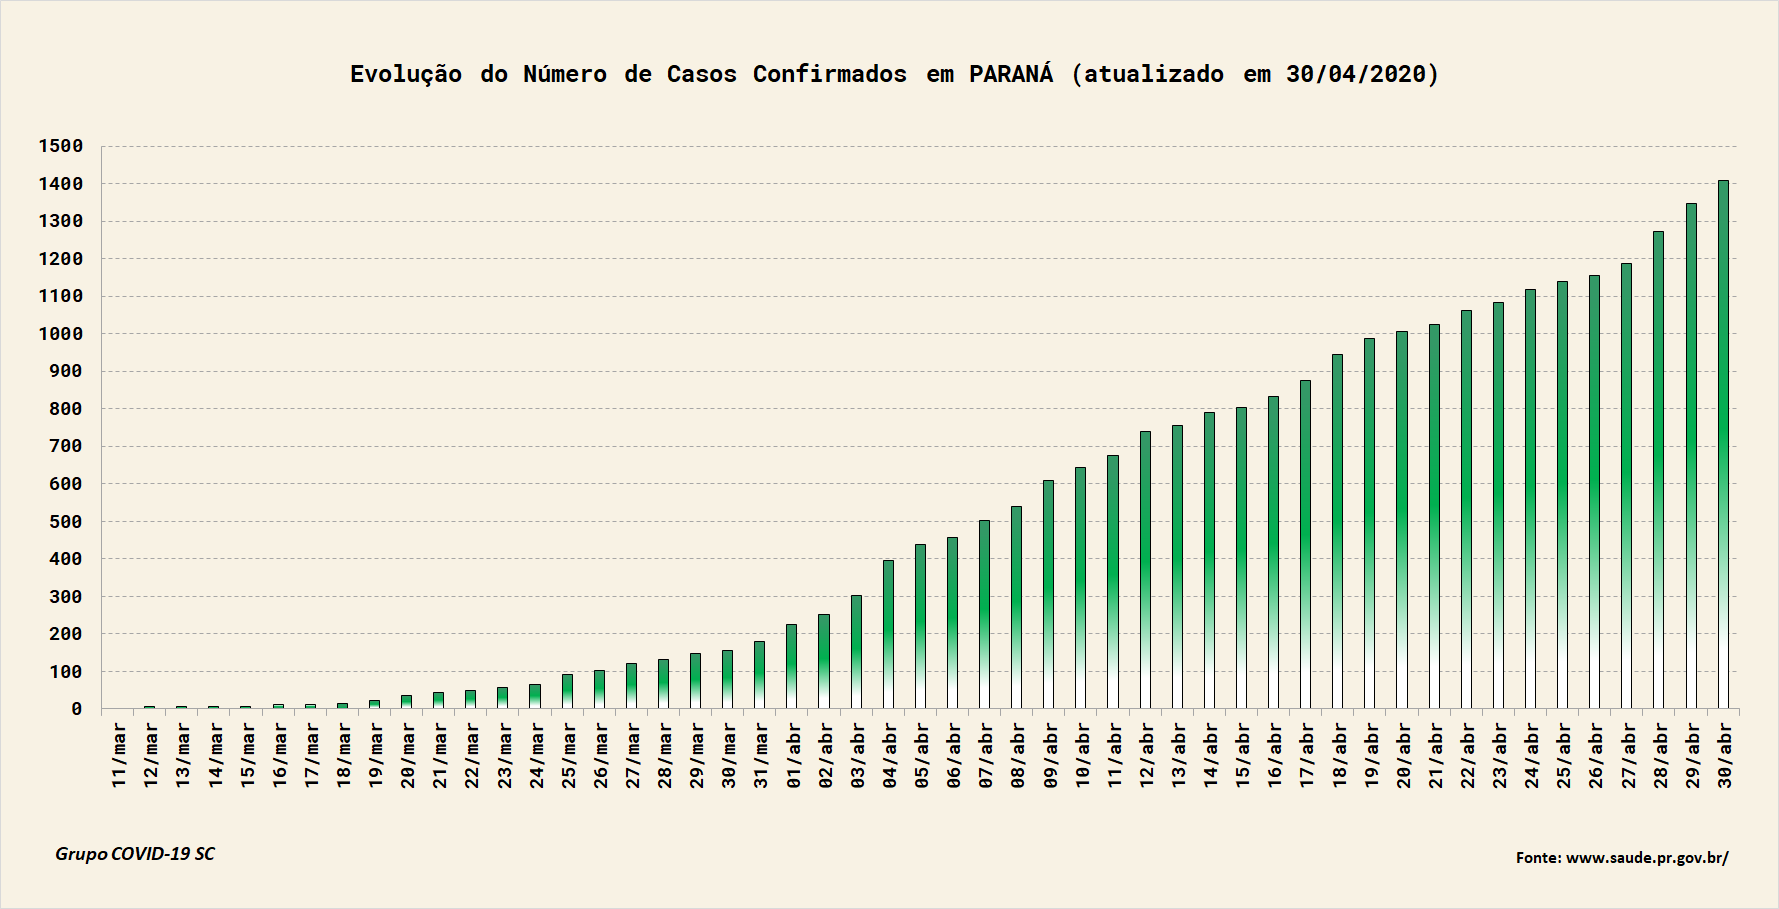 Evolução do Número de Casos Confirmados em PARANÁ (atualizado em 30/04/2020)
1500
1400
1300
1200
1100
1000
900
800
700
600
500
400
300
200
100
0
11/mar
12/mar
13/mar
14/mar
15/mar
16/mar
17/mar
18/mar
19/mar
20/mar
21/mar
22/mar
23/mar
24/mar
25/mar
26/mar
27/mar
28/mar
29/mar
30/mar
31/mar
01/abr
02/abr
03/abr
04/abr
05/abr
06/abr
07/abr
08/abr
09/abr
10/abr
11/abr
12/abr
13/abr
14/abr
15/abr
16/abr
17/abr
18/abr
19/abr
20/abr
21/abr
22/abr
23/abr
24/abr
25/abr
26/abr
27/abr
28/abr
29/abr
30/abr
Grupo COVID-19 SC
Fonte: www.saude.pr.gov.br/